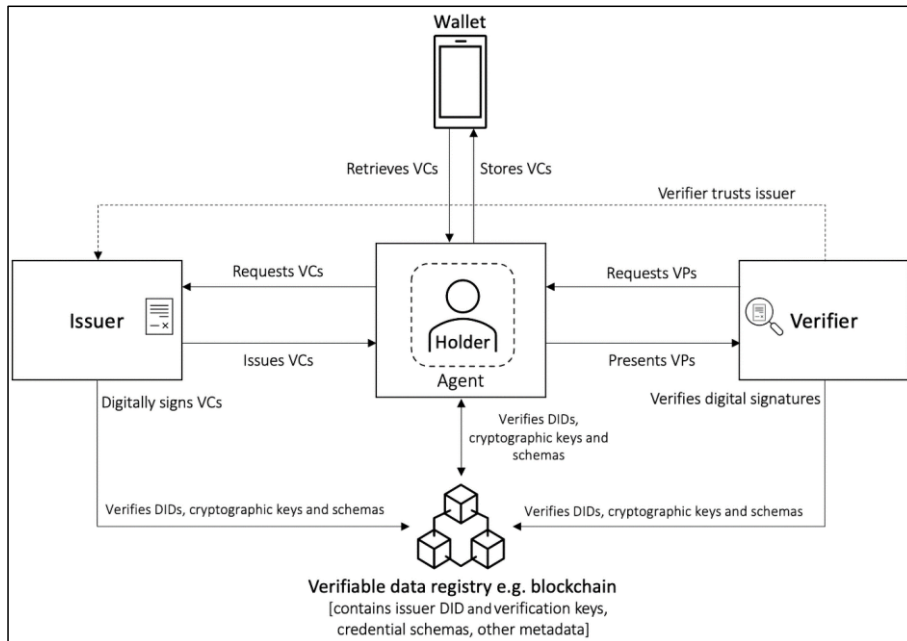 Wallet
Retrieves VCs
Stores VCs
Verifier trusts issuer
Requests VCs
Requests VPs
Issuer
Holder
Verifier
Issues VCs
Agent
Presents VPs
Digitally signs VCs
Verifies digital signatures
Verifies DIDs,
cryptographic keys and
schemas
Verifies DIDs, cryptographic keys and schemas
Verifies DIDs, cryptographic keys and schemas
Verifiable data registry e.g. blockchain
[contains issuer DID and verification keys,
credential schemas, other metadata]